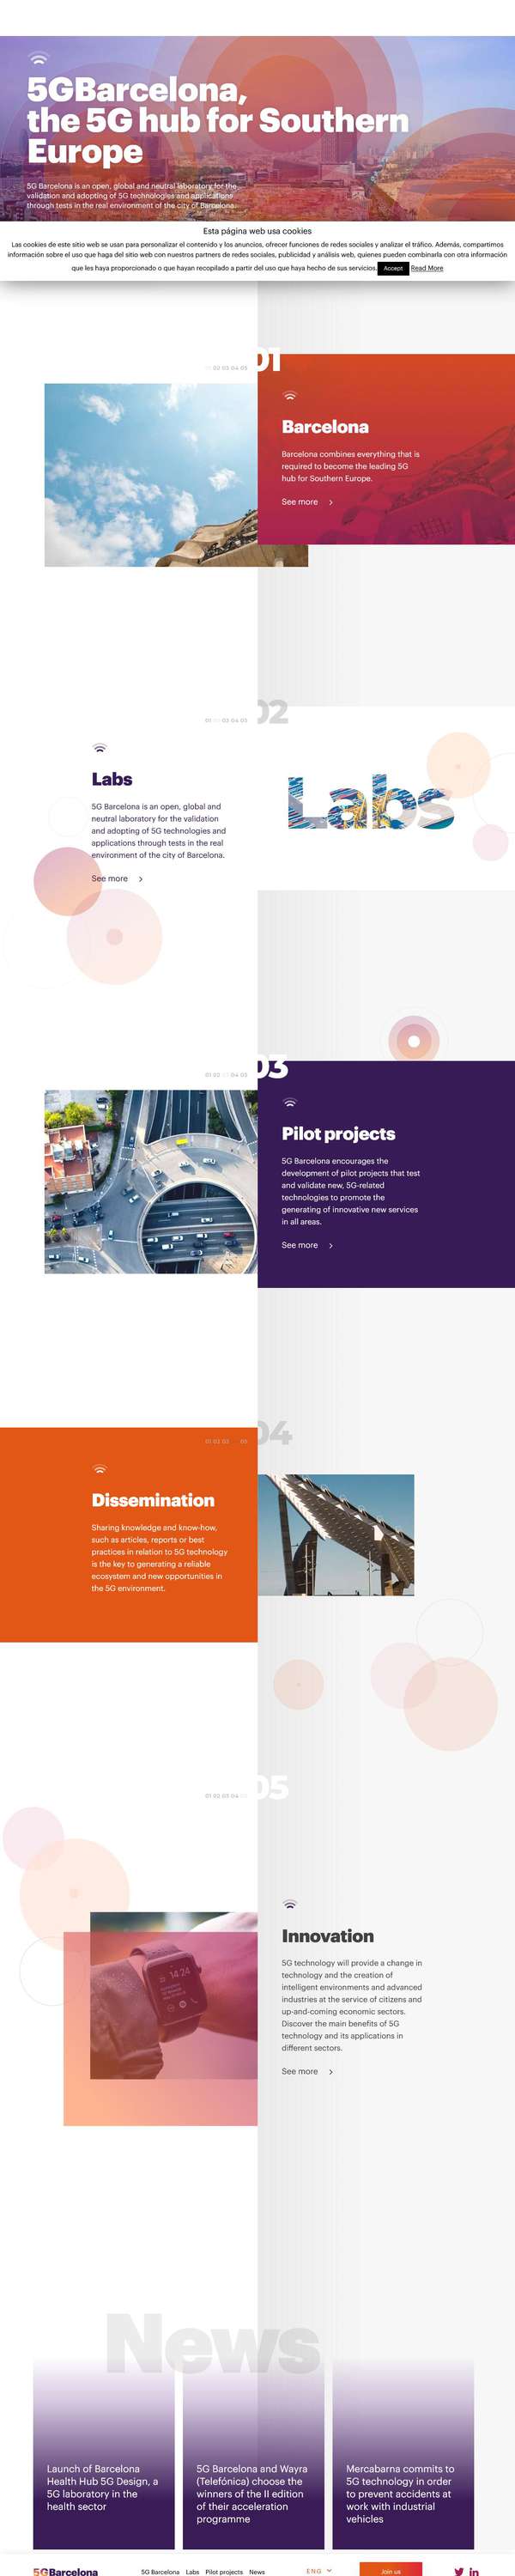 5GBarcelona,
the 5G hub for Southern
Europe
5G Barcelona is an open, global and neutral laboratory for the
validation and adopting of 5G technologies and applications
through tests in the real environment of the city of Barcelona.
Esta página web usa cookies
Las cookies de este sitio web se usan para personalizar el contenido y los anuncios, ofrecer funciones de redes sociales y analizar el tráfico. Además, compartimos
información sobre el uso que haga del sitio web con nuestros partners de redes sociales, publicidad y análisis web, quienes pueden combinarla con otra información
que les haya proporcionado o que hayan recopilado a partir del uso que haya hecho de sus servicios. Accept Read More
01
02 03 04 05
Barcelona
Barcelona combines everything that is
required to become the leading 5G
hub for Southern Europe.
See more
02
01 03 04 05
Labs
5G Barcelona is an open, global and
neutral laboratory for the validation
and adopting of 5G technologies and
applications through tests in the real
environment of the city of Barcelona.
See more
Labs
03
01 02 04 05
Pilot projects
5G Barcelona encourages the
development of pilot projects that test
and validate new, 5G-related
technologies to promote the
generating of innovative new services
in all areas.
See more
04
01 02 03 05
Dissemination
Sharing knowledge and know-how,
such as articles, reports or best
practices in relation to 5G technology
is the key to generating a reliable
ecosystem and new opportunities in
the 5G environment.
05
01 02 03 04
14:24
Innovation
5G technology will provide a change in
technology and the creation of
intelligent environments and advanced
industries at the service of citizens and
up-and-coming economic sectors.
Discover the main benefits of 5G
technology and its applications in
different sectors.
See more
News
Launch of Barcelona
Health Hub 5G Design, a
5G laboratory in the
health sector
5G Barcelona and Wayra
(Telefónica) choose the
winners of the II edition
of their acceleration
programme
Mercabarna commits to
5G technology in order
to prevent accidents at
work with industrial
vehicles
5GBarcelona 5G Barcelona Labs Pilot projects News ENG Join us